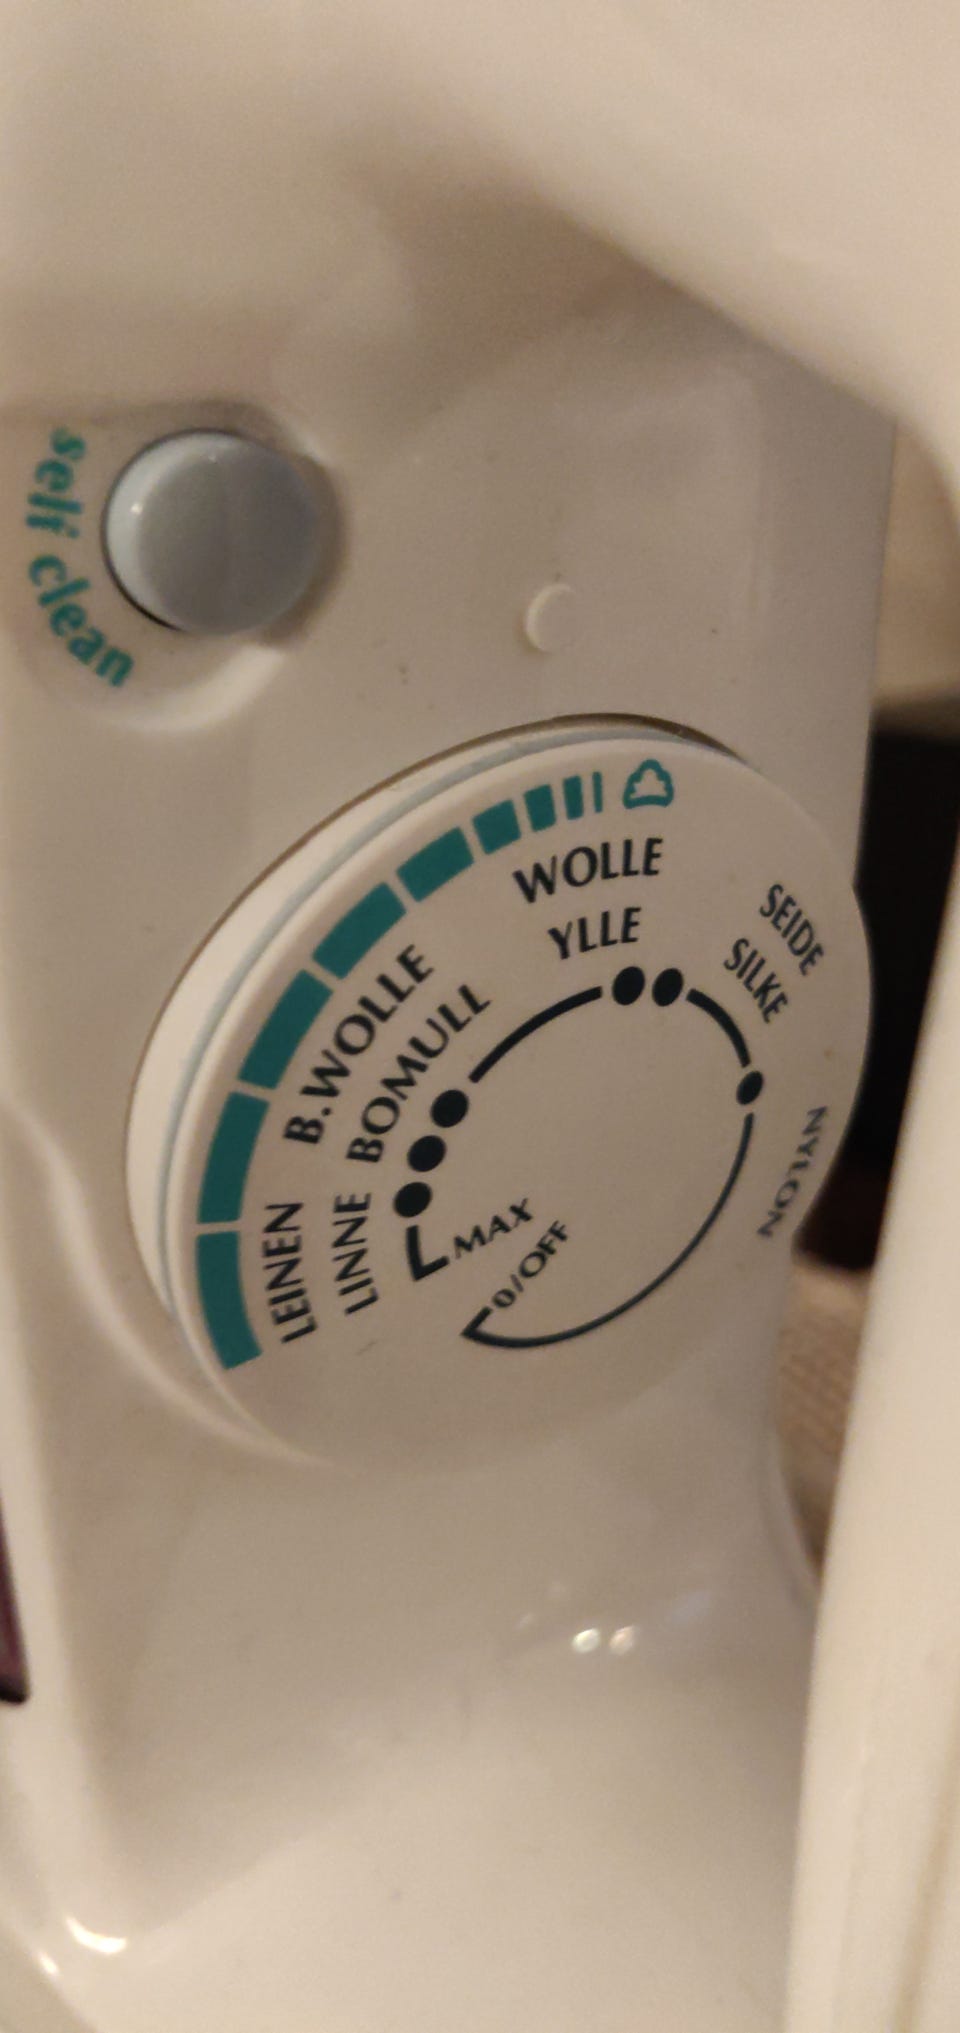 self clean
WOLLE
YLLE
SEIDE
SILKE
B.WOLLE
BOMULL
NYLON
LEINEN
LINNE
MAX
0/OFF